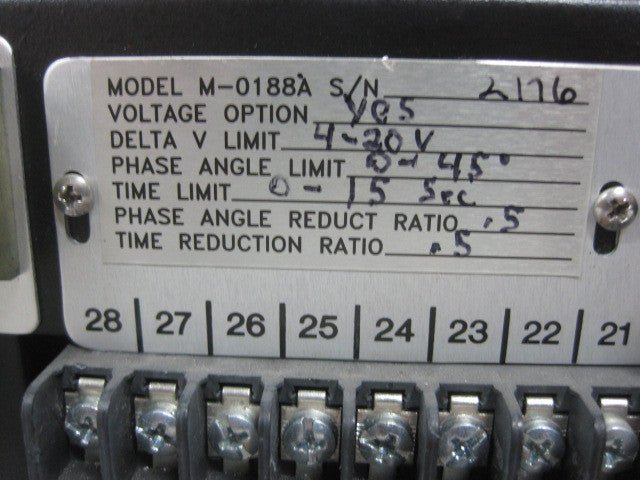 MODEL M-0188A S/N 2176
VOLTAGE OPTION Yes
DELTA V LIMIT 4-20V
PHASE ANGLE LIMIT 0-45°
TIME LIMIT 0-15 Sec
PHASE ANGLE REDUCT RATIO .5
TIME REDUCTION RATIO .5
28 27 26 25 24 23 22 21